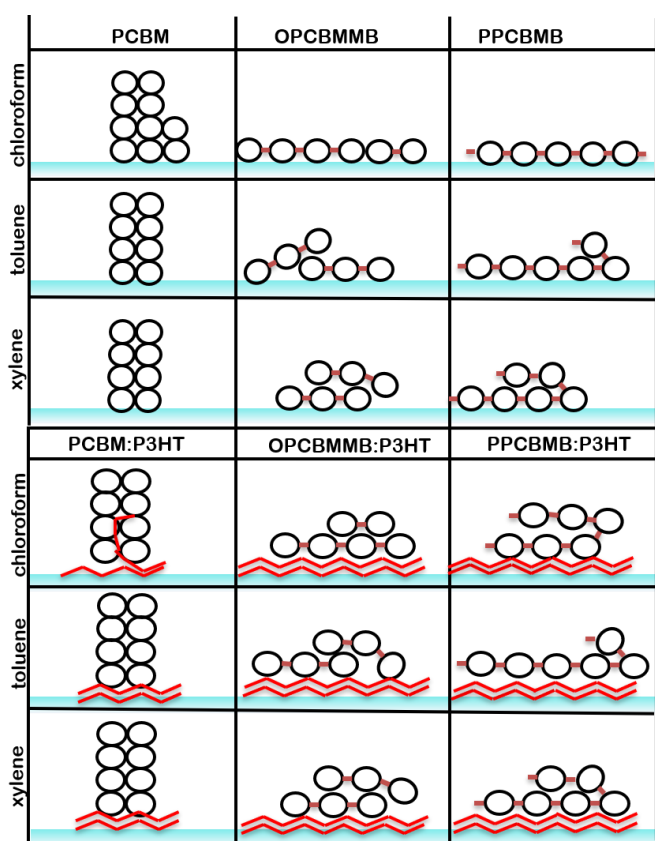 PCBM OPCBMMB PPCBMB
chloroform
toluene
xylene
PCBM:P3HT OPCBMMB:P3HT PPCBMB:P3HT
chloroform
toluene
xylene